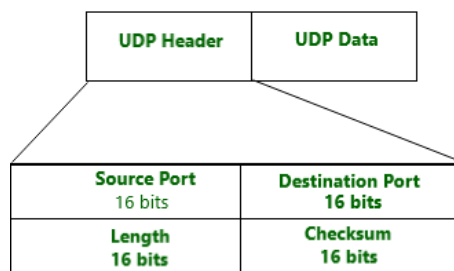 UDP Header UDP Data
Source Port Destination Port
16 bits 16 bits
Length Checksum
16 bits 16 bits